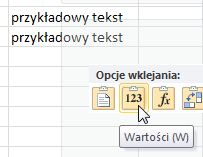 przykładowy tekst
przykładowy tekst
Opcje wklejania:
123 fx
Wartości (W)